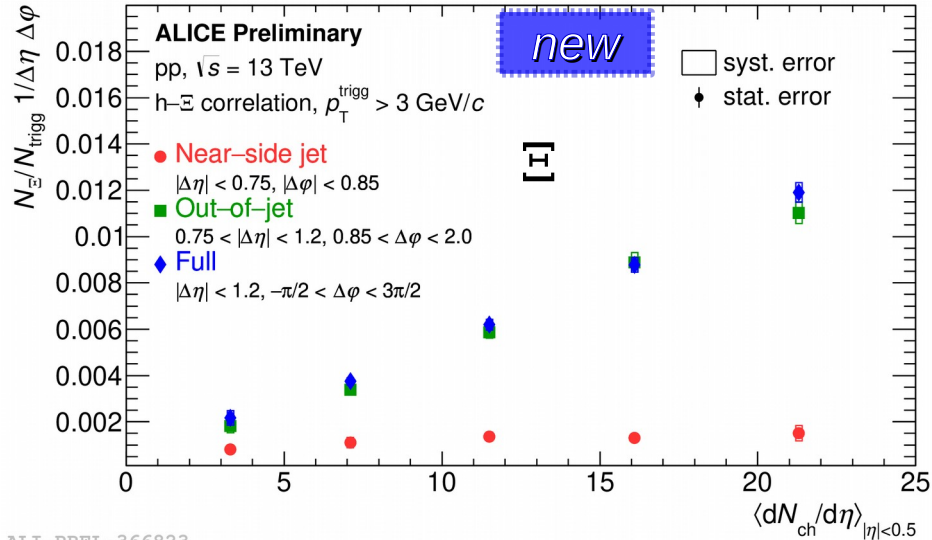 ALICE Preliminary
pp, √s = 13 TeV
h–Ξ correlation, p_T^trigg > 3 GeV/c
Near–side jet
|Δη| < 0.75, |Δφ| < 0.85
Out–of–jet
0.75 < |Δη| < 1.2, 0.85 < Δφ < 2.0
Full
|Δη| < 1.2, –π/2 < Δφ < 3π/2
new
syst. error
stat. error
Ξ
N_Ξ/N_trigg 1/Δη Δφ
0.018
0.016
0.014
0.012
0.01
0.008
0.006
0.004
0.002
0 5 10 15 20 25
⟨dN_ch/dη⟩_|η|<0.5